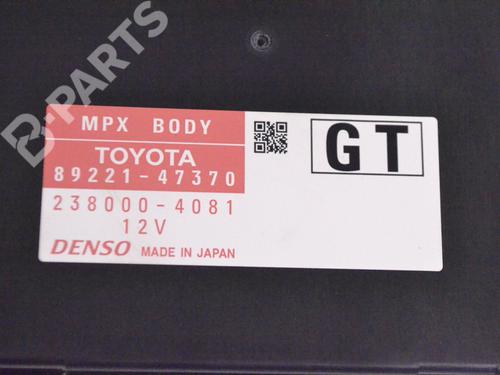 B-PARTS
MPX BODY
TOYOTA
89221-47370
238000-4081
12V
DENSO MADE IN JAPAN
GT